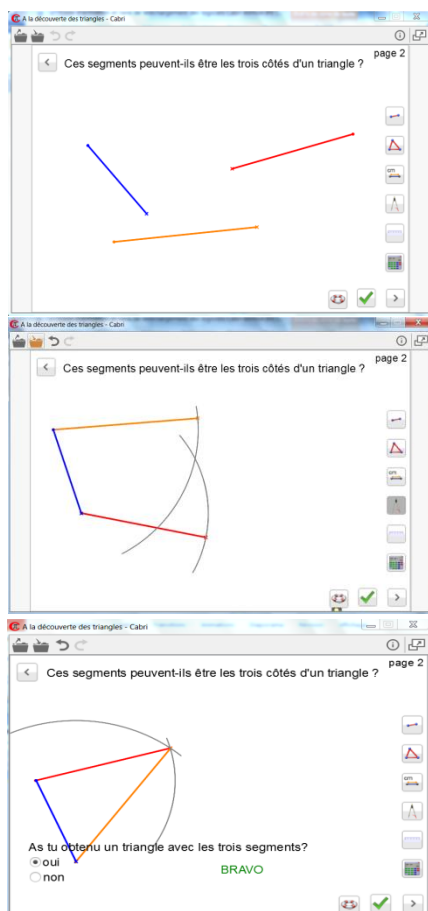 A la découverte des triangles - Cabri
page 2
Ces segments peuvent-ils être les trois côtés d'un triangle ?
cm
A la découverte des triangles - Cabri
page 2
Ces segments peuvent-ils être les trois côtés d'un triangle ?
cm
A la découverte des triangles - Cabri
page 2
Ces segments peuvent-ils être les trois côtés d'un triangle ?
cm
As tu obtenu un triangle avec les trois segments?
oui
BRAVO
non